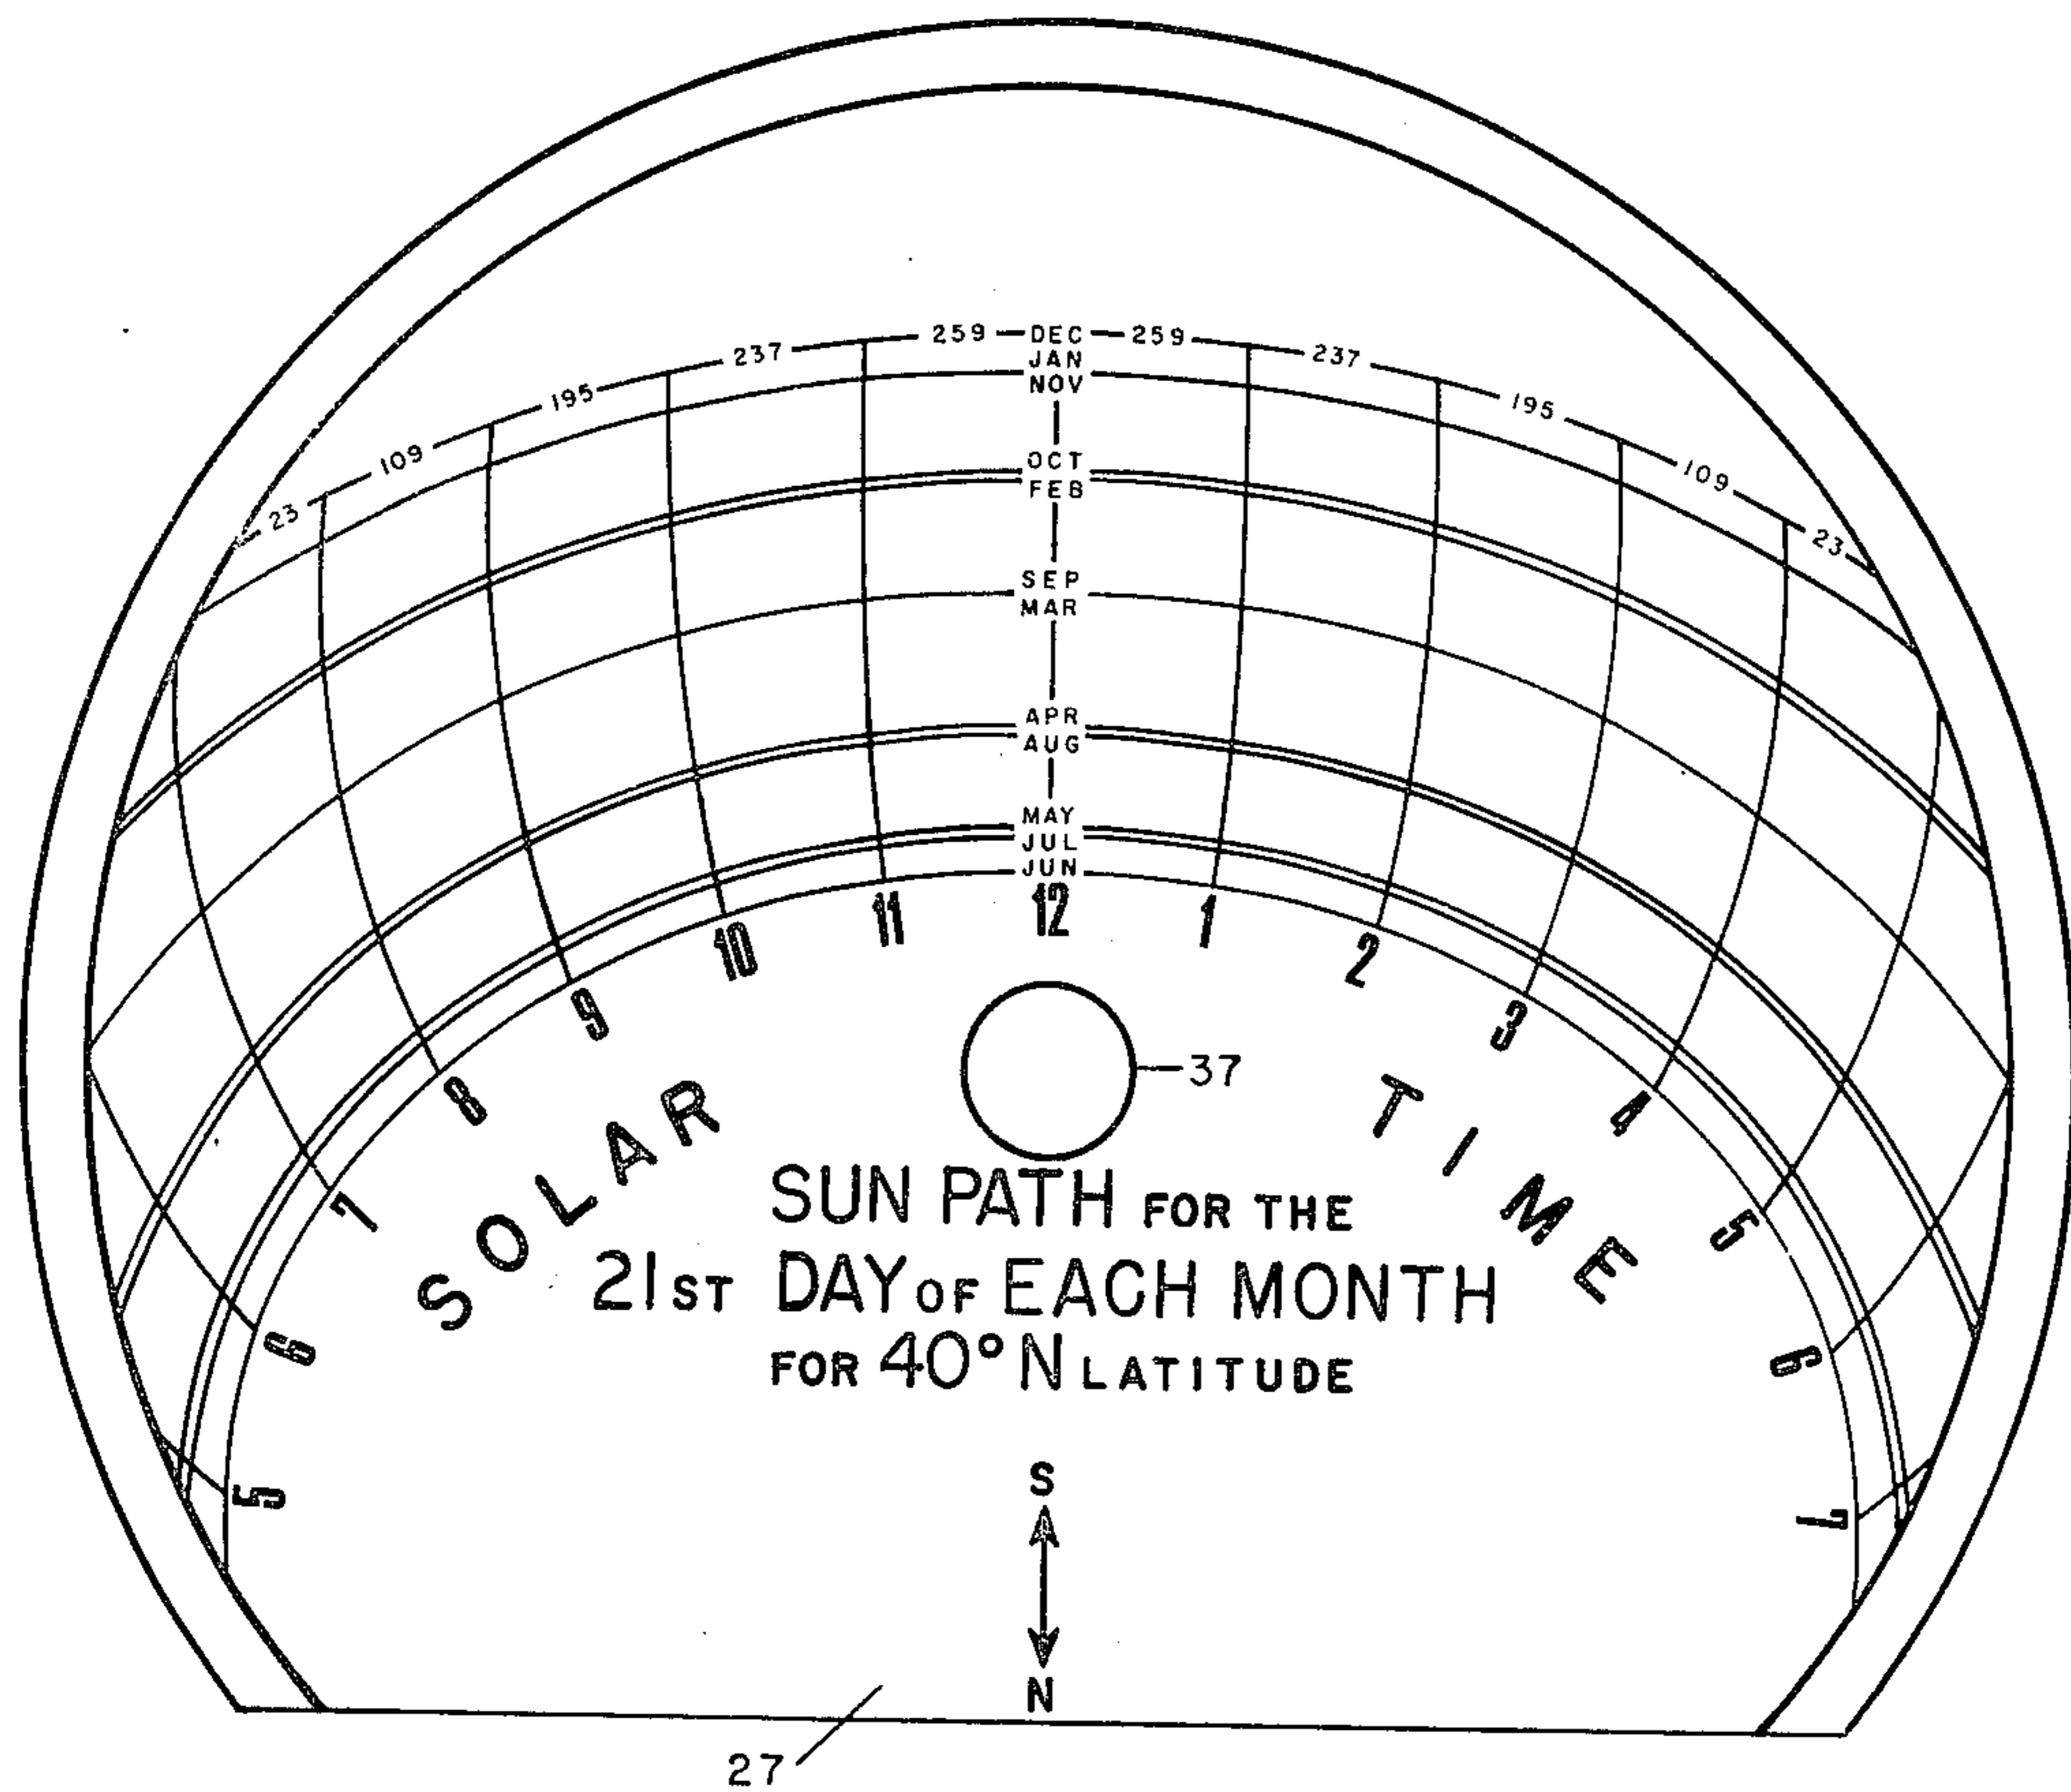 259 DEC 259
237 JAN 237
195 NOV 195
109 OCT 109
23 FEB 23
SEP
MAR
APR
AUG
MAY
JUL
JUN
5 6 7 8 9 10 11 12 1 2 3 4 5 6 7
37
SOLAR TIME
SUN PATH FOR THE
21ST DAY OF EACH MONTH
FOR 40° N LATITUDE
S
N
27